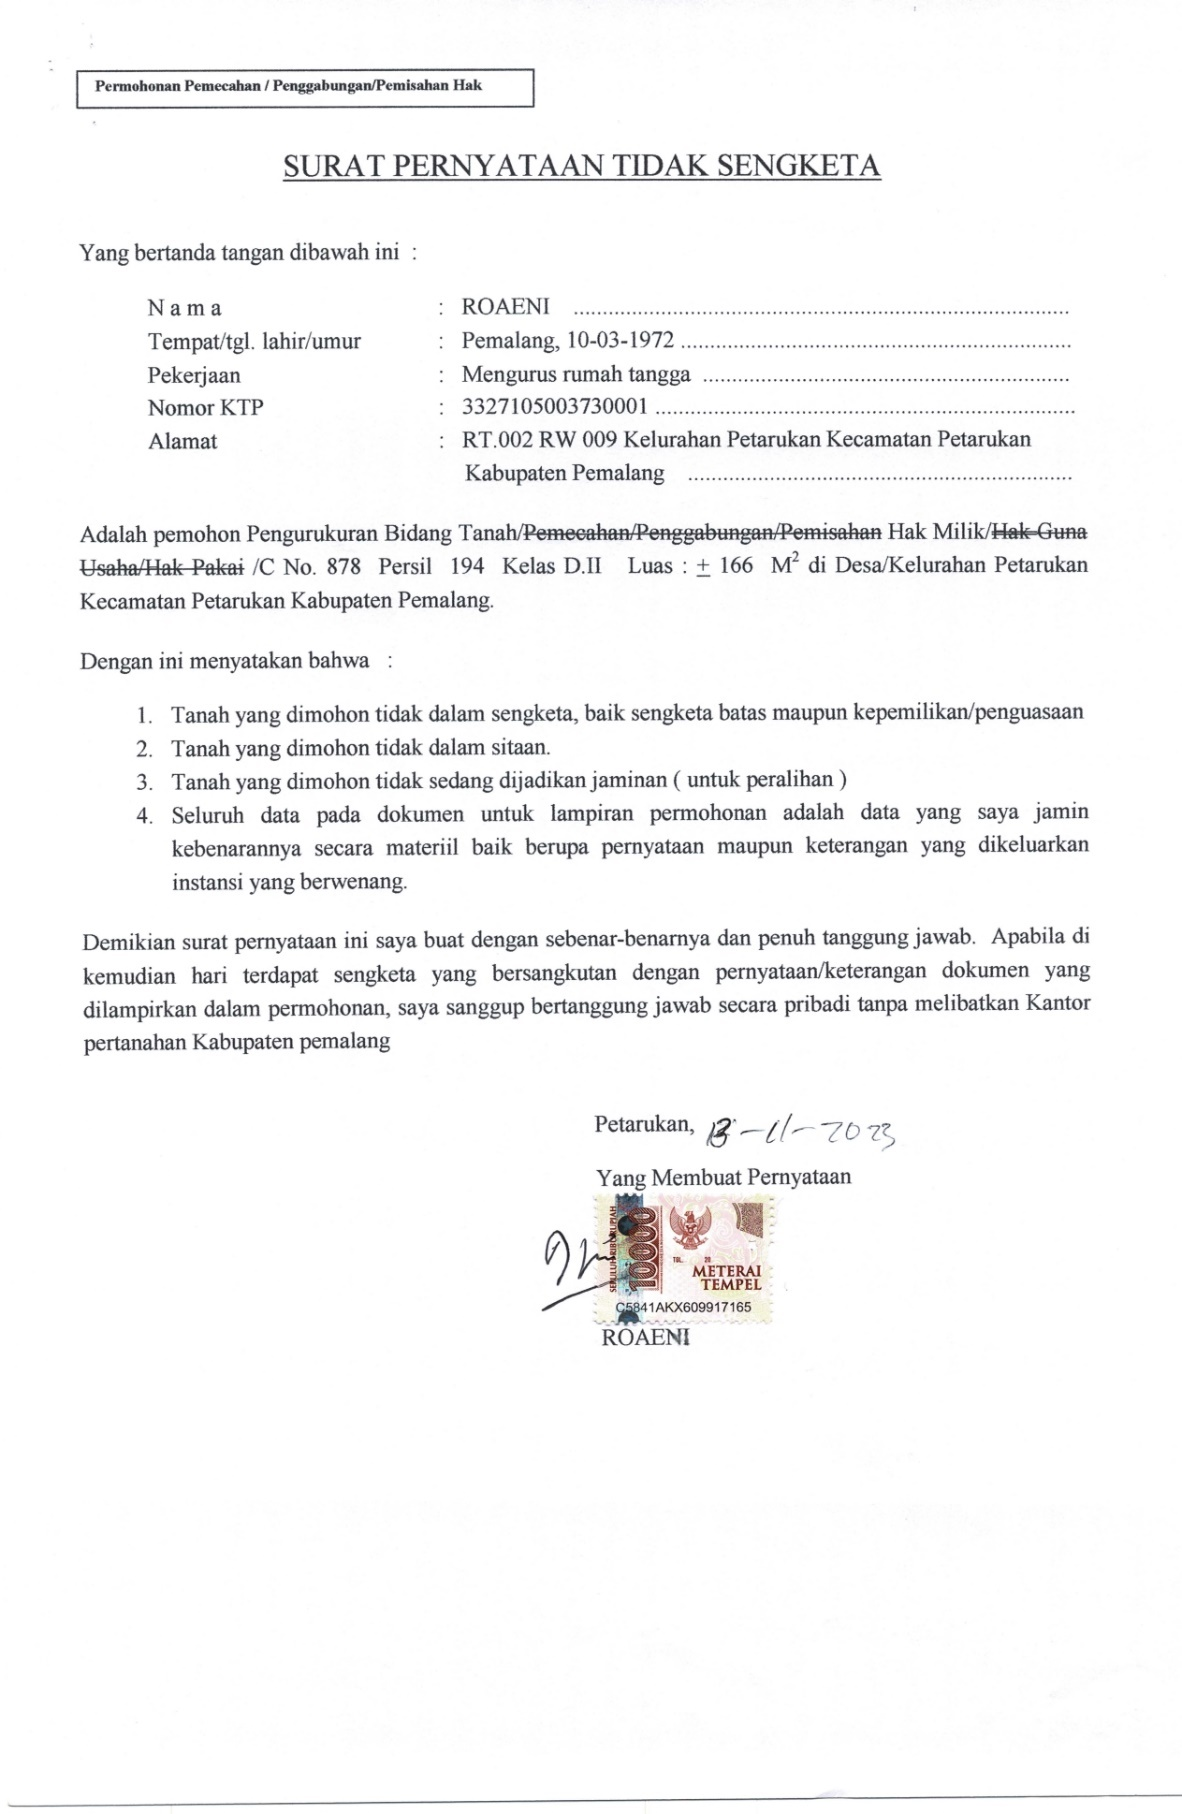 Permohonan Pemecahan / Penggabungan/Pemisahan Hak
SURAT PERNYATAAN TIDAK SENGKETA
Yang bertanda tangan dibawah ini :
N a m a : ROAENI ................................................................................
Tempat/tgl. lahir/umur : Pemalang, 10-03-1972 ...............................................................
Pekerjaan : Mengurus rumah tangga ............................................................
Nomor KTP : 3327105003730001 ....................................................................
Alamat : RT.002 RW 009 Kelurahan Petarukan Kecamatan Petarukan
Kabupaten Pemalang ..............................................................
Adalah pemohon Pengurukuran Bidang Tanah/Pemecahan/Penggabungan/Pemisahan Hak Milik/Hak Guna
Usaha/Hak Pakai /C No. 878 Persil 194 Kelas D.II Luas : ± 166 M² di Desa/Kelurahan Petarukan
Kecamatan Petarukan Kabupaten Pemalang.
Dengan ini menyatakan bahwa :
1. Tanah yang dimohon tidak dalam sengketa, baik sengketa batas maupun kepemilikan/penguasaan
2. Tanah yang dimohon tidak dalam sitaan.
3. Tanah yang dimohon tidak sedang dijadikan jaminan ( untuk peralihan )
4. Seluruh data pada dokumen untuk lampiran permohonan adalah data yang saya jamin
kebenarannya secara materiil baik berupa pernyataan maupun keterangan yang dikeluarkan
instansi yang berwenang.
Demikian surat pernyataan ini saya buat dengan sebenar-benarnya dan penuh tanggung jawab. Apabila di
kemudian hari terdapat sengketa yang bersangkutan dengan pernyataan/keterangan dokumen yang
dilampirkan dalam permohonan, saya sanggup bertanggung jawab secara pribadi tanpa melibatkan Kantor
pertanahan Kabupaten pemalang
Petarukan, 13-11-2023
Yang Membuat Pernyataan
SEPULUH RIBU RUPIAH
10000
TGL. 20
METERAI
TEMPEL
C5841AKX609917165
ROAENI